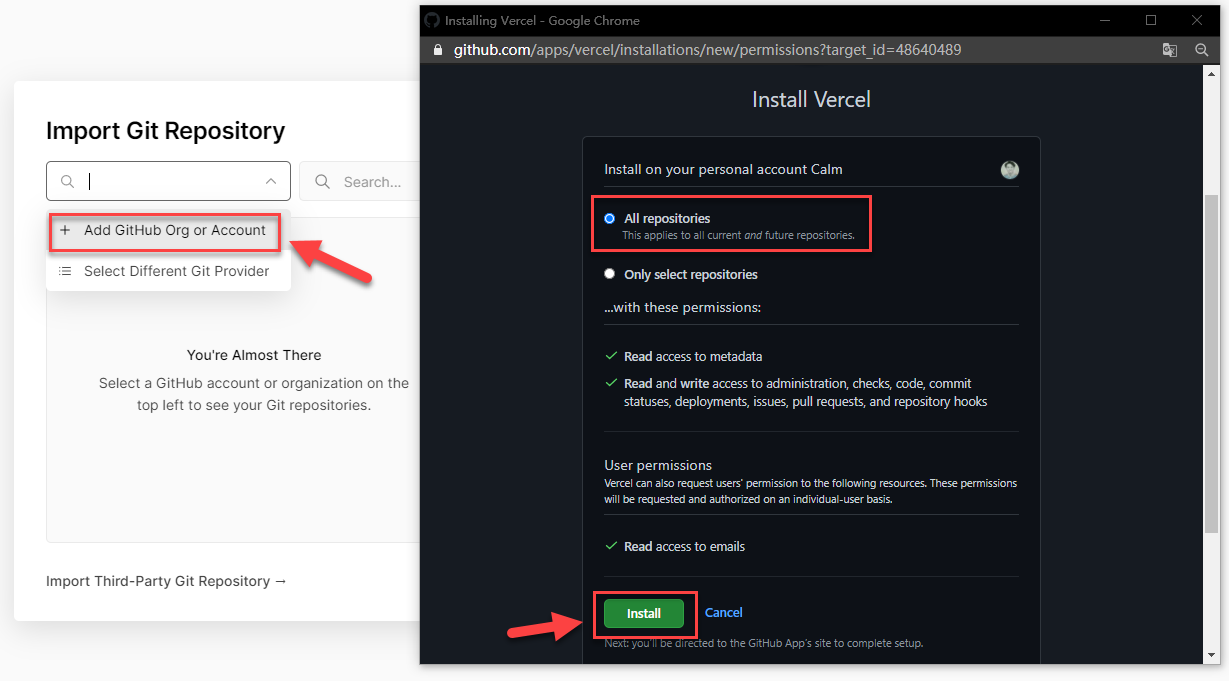 Import Git Repository
Search...
Add GitHub Org or Account
Select Different Git Provider
You're Almost There
Select a GitHub account or organization on the
top left to see your Git repositories.
Import Third-Party Git Repository →
Installing Vercel - Google Chrome
github.com/apps/vercel/installations/new/permissions?target_id=48640489
Install Vercel
Install on your personal account Calm
All repositories
This applies to all current and future repositories.
Only select repositories
...with these permissions:
Read access to metadata
Read and write access to administration, checks, code, commit
statuses, deployments, issues, pull requests, and repository hooks
User permissions
Vercel can also request users' permission to the following resources. These permissions
will be requested and authorized on an individual-user basis.
Read access to emails
Install
Cancel
Next: you'll be directed to the GitHub App's site to complete setup.